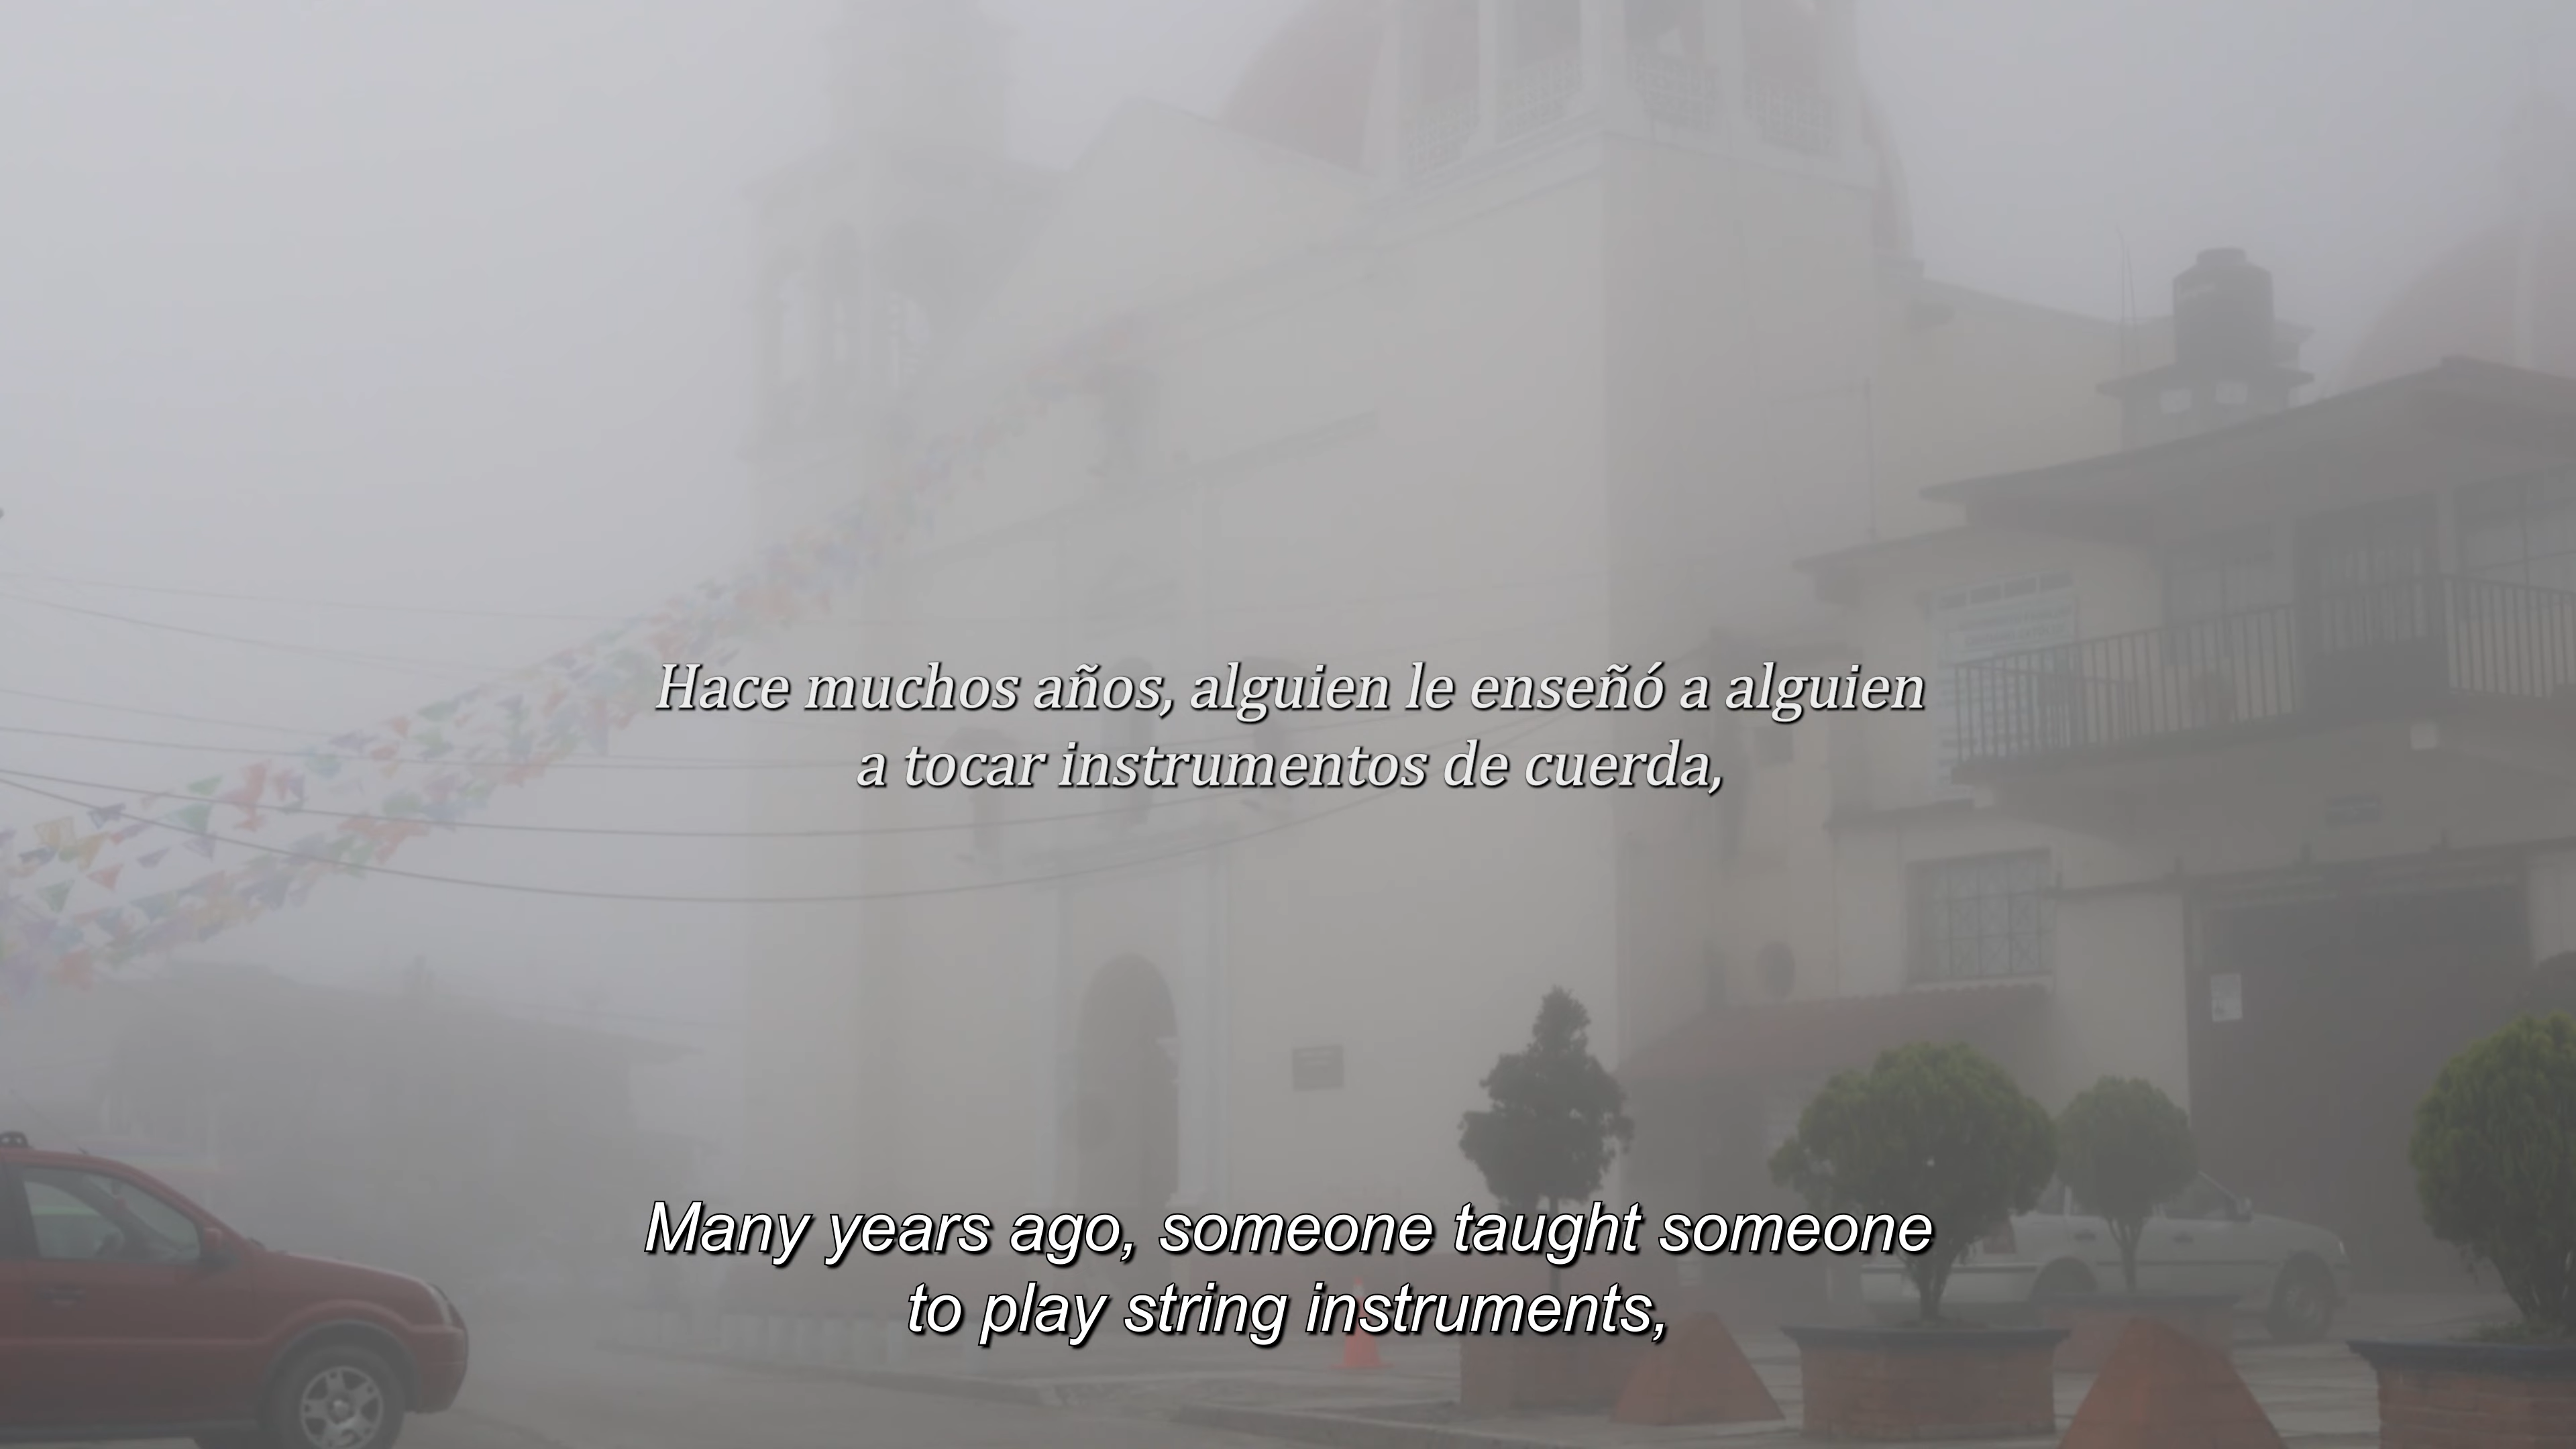 Hace muchos años, alguien le enseñó a alguien
a tocar instrumentos de cuerda,
Many years ago, someone taught someone
to play string instruments,